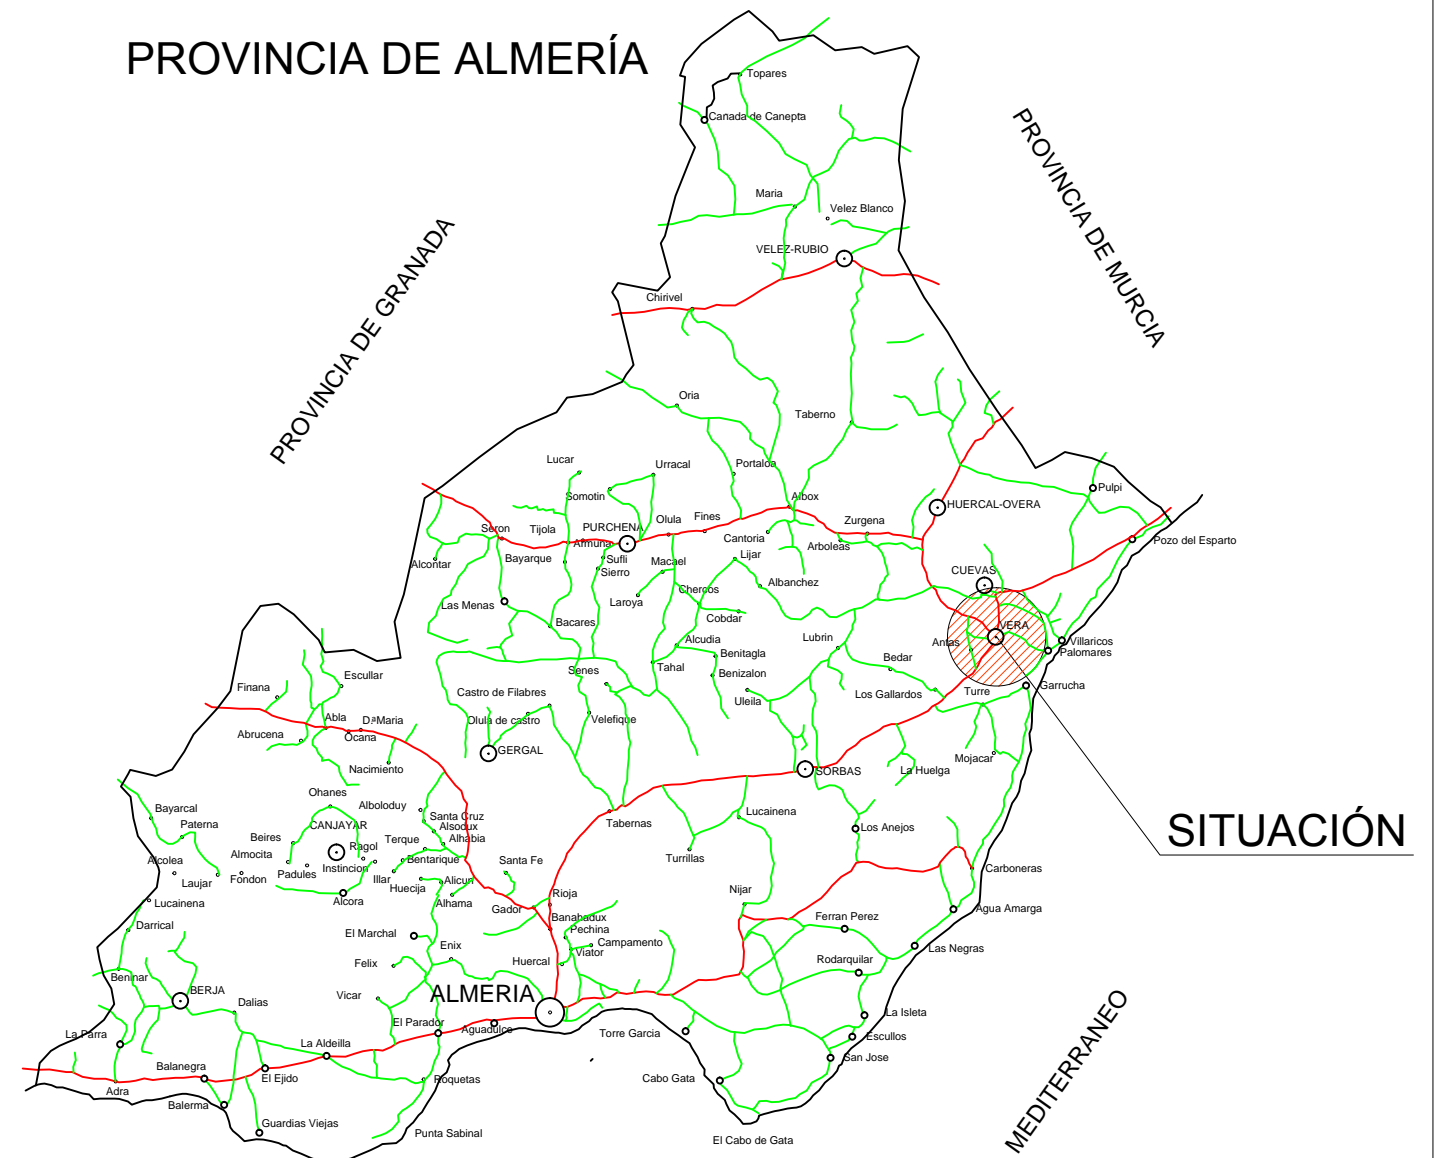 PROVINCIA DE ALMERÍA
Topares
Canada de Canepta
PROVINCIA DE MURCIA
Maria
Velez Blanco
VELEZ-RUBIO
PROVINCIA DE GRANADA
Chirivel
Oria
Taberno
Lucar
Urracal
Portaloa
Somotin
Albox
Pulpi
HUERCAL-OVERA
Seron
Tijola
PURCHENA
Olula
Fines
Zurgena
Cantoria
Arboleas
Pozo del Esparto
Armuna
Alcontar
Bayarque
Sufli
Sierro
Macael
Lijar
CUEVAS
Albanchez
Chercos
Las Menas
Laroya
Cobdar
Bacares
VERA
Alcudia
Lubrin
Antas
Villaricos
Palomares
Benitagla
Tahal
Benizalon
Bedar
Senes
Escullar
Finana
Castro de Filabres
Uleila
Los Gallardos
Turre
Garrucha
Abla
D.ªMaria
Olula de castro
Velefique
Abrucena
Ocana
GERGAL
Mojacar
Nacimiento
SORBAS
La Huelga
Ohanes
Alboloduy
Bayarcal
Santa Cruz
Tabernas
Lucainena
Paterna
CANJAYAR
Alsodux
Los Anejos
SITUACIÓN
Beires
Terque
Alhabia
Ragol
Almocita
Bentarique
Santa Fe
Turrillas
Alcolea
Padules
Instincion
Carboneras
Laujar
Fondon
Illar
Huecija
Alicun
Lucainena
Alcora
Alhama
Rioja
Nijar
Gador
Agua Amarga
Darrical
Banahadux
Ferran Perez
El Marchal
Pechina
Enix
Campamento
Las Negras
Viator
Felix
Huercal
Rodarquilar
Beninar
BERJA
Vicar
ALMERIA
Dalias
La Isleta
El Parador
Aguadulce
Torre Garcia
Escullos
La Parra
La Aldeilla
San Jose
Balanegra
El Ejido
Roquetas
Cabo Gata
Adra
Balerma
Guardias Viejas
Punta Sabinal
El Cabo de Gata
MEDITERRANEO